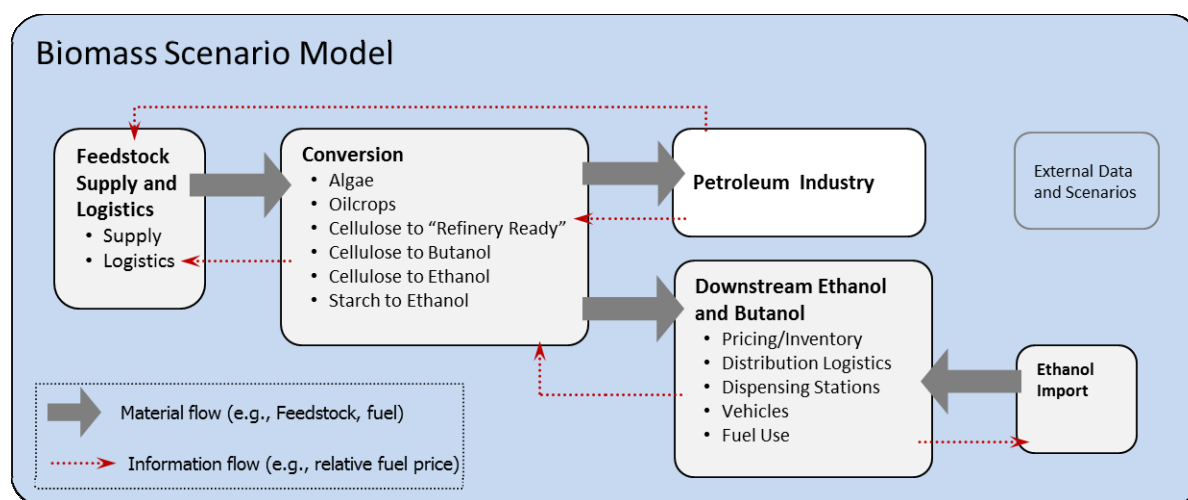 Biomass Scenario Model
Feedstock
Supply and
Logistics
• Supply
• Logistics
Conversion
• Algae
• Oilcrops
• Cellulose to “Refinery Ready”
• Cellulose to Butanol
• Cellulose to Ethanol
• Starch to Ethanol
Petroleum Industry
External Data
and Scenarios
Downstream Ethanol
and Butanol
• Pricing/Inventory
• Distribution Logistics
• Dispensing Stations
• Vehicles
• Fuel Use
Ethanol
Import
Material flow (e.g., Feedstock, fuel)
Information flow (e.g., relative fuel price)